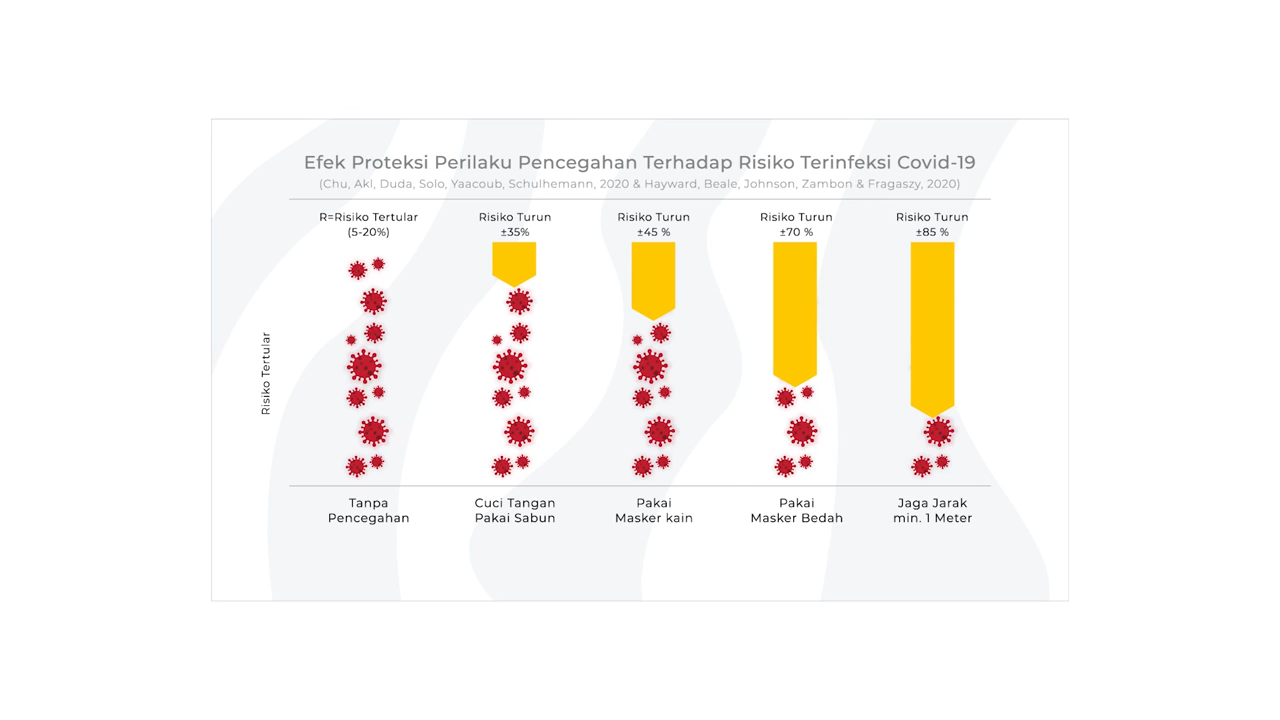 Efek Proteksi Perilaku Pencegahan Terhadap Risiko Terinfeksi Covid-19
(Chu, Akl, Duda, Solo, Yaacoub, Schulhemann, 2020 & Hayward, Beale, Johnson, Zambon & Fragaszy, 2020)
R=Risiko Tertular
(5-20%)
Risiko Turun
±35%
Risiko Turun
±45 %
Risiko Turun
±70 %
Risiko Turun
±85 %
Risiko Tertular
Tanpa
Pencegahan
Cuci Tangan
Pakai Sabun
Pakai
Masker kain
Pakai
Masker Bedah
Jaga Jarak
min. 1 Meter